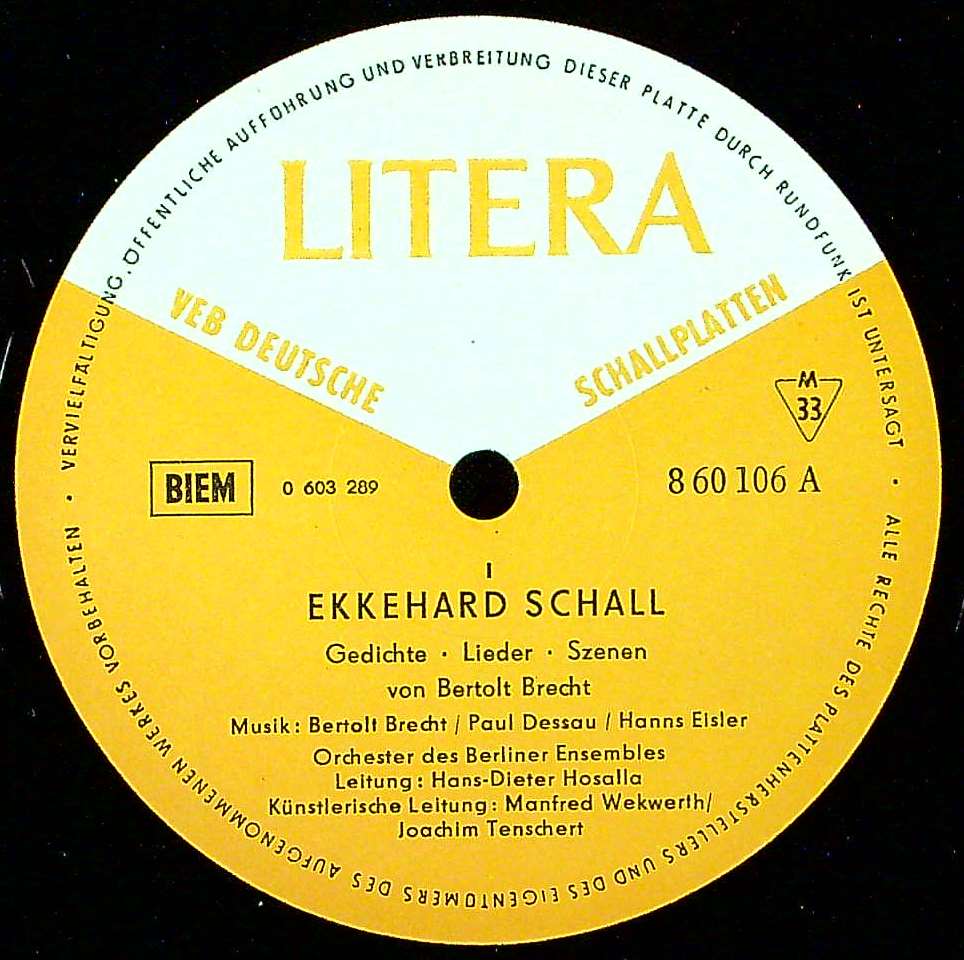 VERVIELFÄLTIGUNG, ÖFFENTLICHE AUFFÜHRUNG UND VERBREITUNG DIESER PLATTE DURCH RUNDFUNK IST UNTERSAGT ·
ALLE RECHTE DES PLATTENHERSTELLERS UND DES EIGENTÜMERS DES AUFGENOMMENEN WERKES VORBEHALTEN ·
LITERA
VEB DEUTSCHE SCHALLPLATTEN
M
33
BIEM 0 603 289 8 60 106 A
I
EKKEHARD SCHALL
Gedichte · Lieder · Szenen
von Bertolt Brecht
Musik: Bertolt Brecht / Paul Dessau / Hanns Eisler
Orchester des Berliner Ensembles
Leitung: Hans-Dieter Hosalla
Künstlerische Leitung: Manfred Wekwerth/
Joachim Tenschert